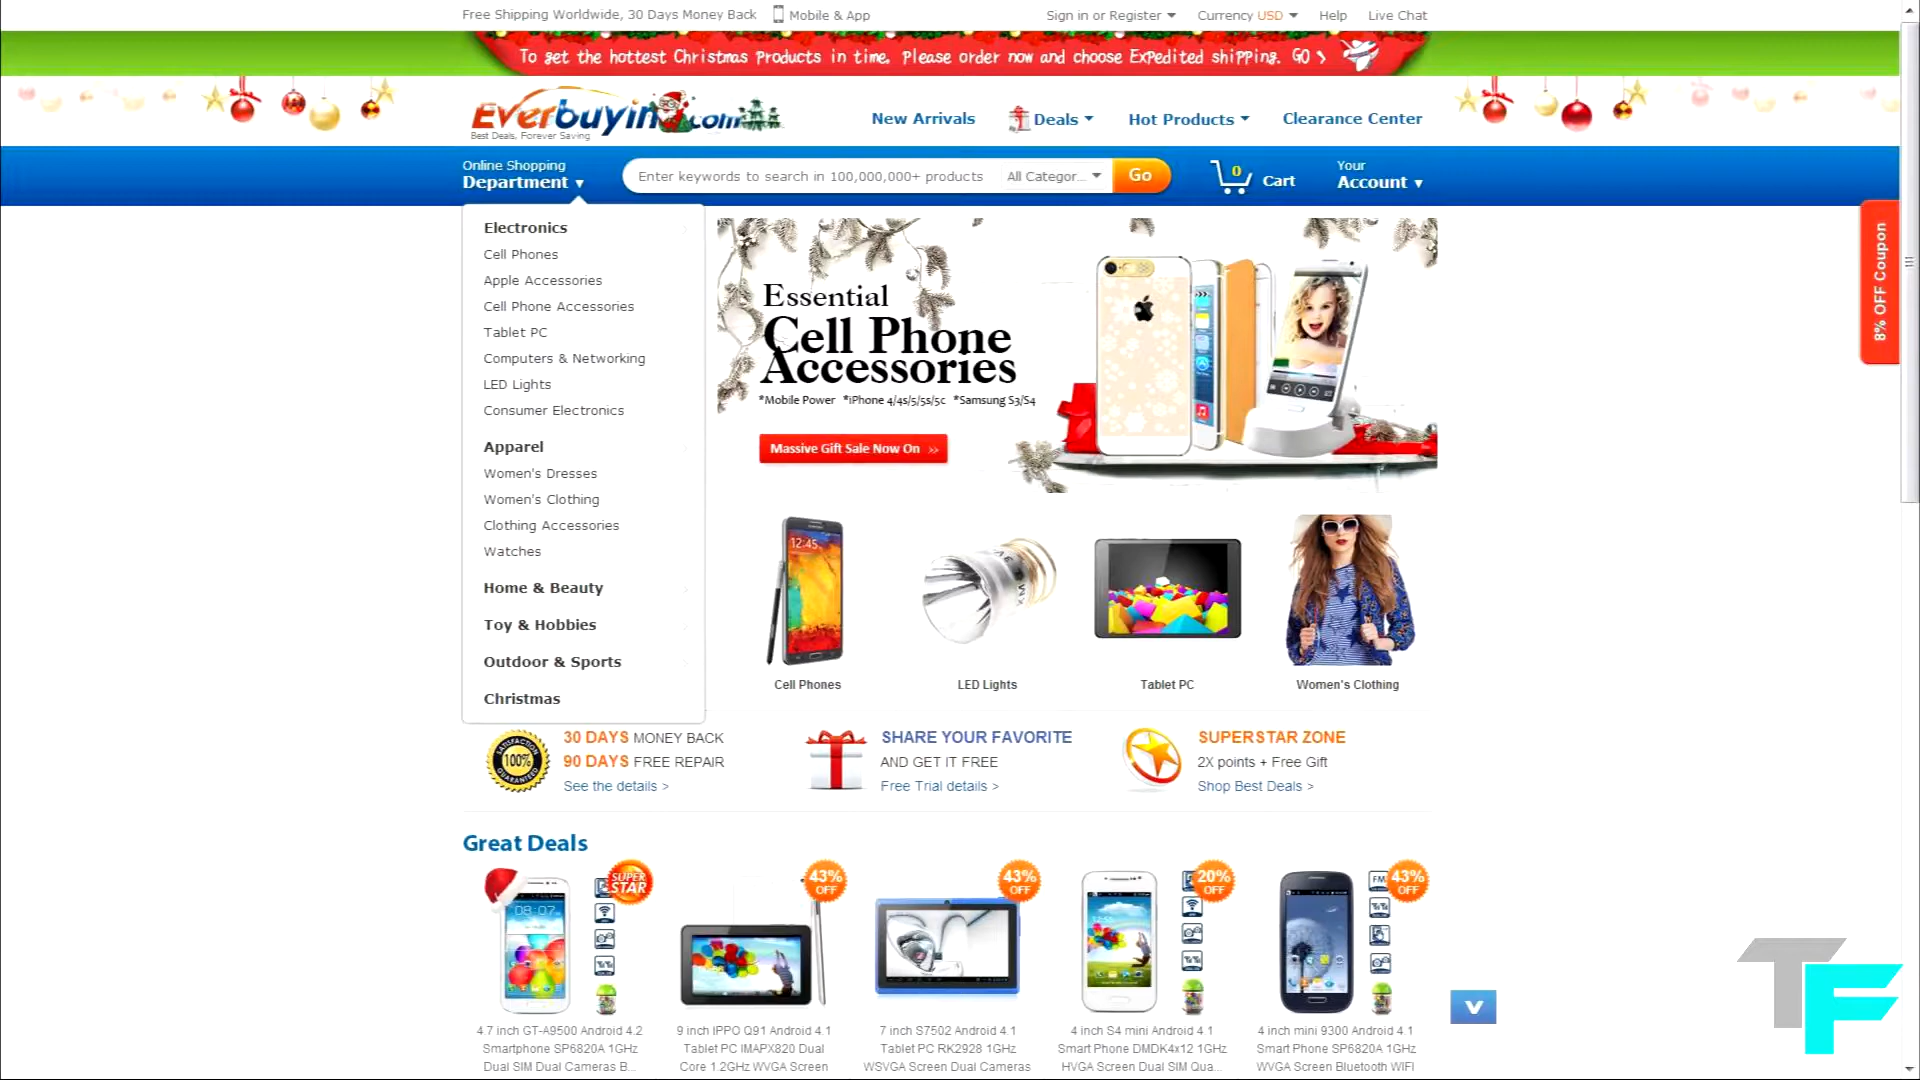 Free Shipping Worldwide, 30 Days Money Back
Mobile & App
Sign in or Register
Currency USD
Help
Live Chat
To get the hottest Christmas Products in time, Please order now and choose Expedited shipping. GO >
Everbuying.com
Best Deals, Forever Saving
New Arrivals
Deals
Hot Products
Clearance Center
Online Shopping
Department
Enter keywords to search in 100,000,000+ products
All Categor...
Go
0
Cart
Your
Account
8% OFF Coupon
Electronics
Cell Phones
Apple Accessories
Cell Phone Accessories
Tablet PC
Computers & Networking
LED Lights
Consumer Electronics
Apparel
Women's Dresses
Women's Clothing
Clothing Accessories
Watches
Home & Beauty
Toy & Hobbies
Outdoor & Sports
Christmas
Essential
Cell Phone
Accessories
*Mobile Power *iPhone 4/4s/5/5s/5c *Samsung S3/S4
Massive Gift Sale Now On >>
12:45
Cell Phones
LED Lights
Tablet PC
Women's Clothing
SATISFACTION
100%
GUARANTEED
30 DAYS MONEY BACK
90 DAYS FREE REPAIR
See the details >
SHARE YOUR FAVORITE
AND GET IT FREE
Free Trial details >
SUPERSTAR ZONE
2X points + Free Gift
Shop Best Deals >
Great Deals
SUPER
STAR
43%
OFF
43%
OFF
20%
OFF
43%
OFF
08:07
4.7 inch GT-A9500 Android 4.2
Smartphone SP6820A 1GHz
Dual SIM Dual Cameras B...
9 inch IPPO Q91 Android 4.1
Tablet PC IMAPX820 Dual
Core 1.2GHz WVGA Screen
7 inch S7502 Android 4.1
Tablet PC RK2928 1GHz
WSVGA Screen Dual Cameras
4 inch S4 mini Android 4.1
Smart Phone DMDK4x12 1GHz
HVGA Screen Dual SIM Qua...
4 inch mini 9300 Android 4.1
Smart Phone SP6820A 1GHz
WVGA Screen Bluetooth WIFI
TF